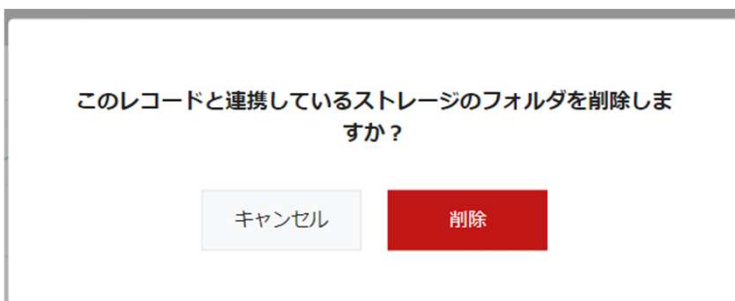 このレコードと連携しているストレージのフォルダを削除しま
すか？
キャンセル
削除